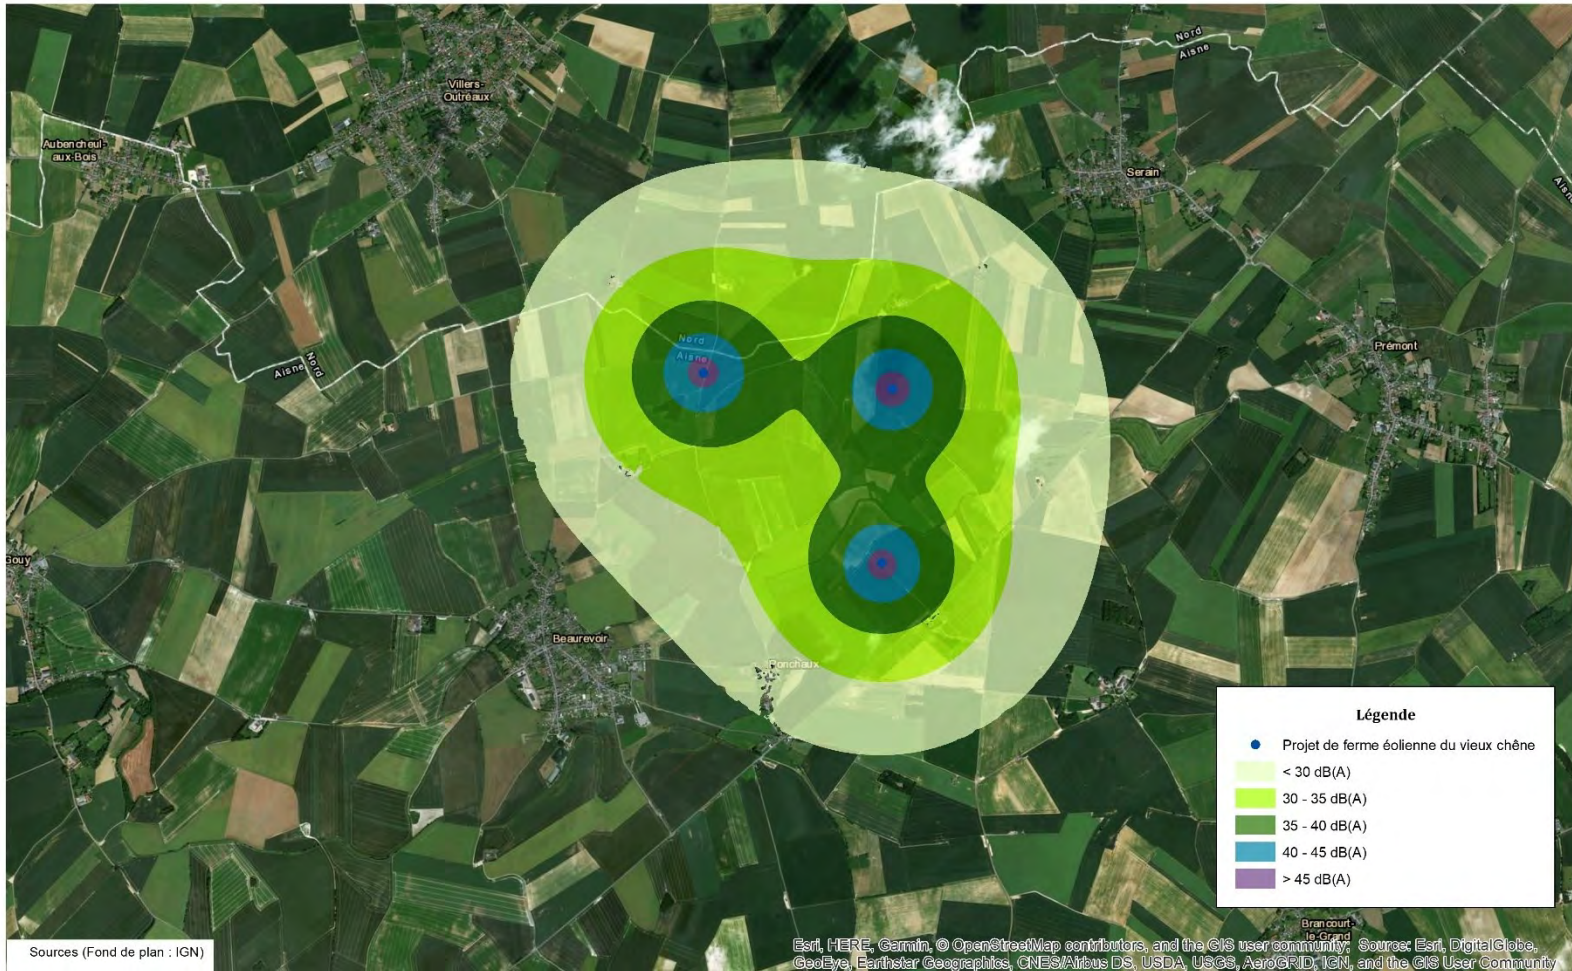 Nord
Aisne
Villers-
Outréaux
Aubencheul-
aux-Bois
Serain
Aisne
Nord
Aisne
Prémont
Aisne
Nord
Gouy
Beaurevoir
Ponchaux
Légende
Projet de ferme éolienne du vieux chêne
< 30 dB(A)
30 - 35 dB(A)
35 - 40 dB(A)
40 - 45 dB(A)
> 45 dB(A)
Brancourt-
le-Grand
Sources (Fond de plan : IGN)
Esri, HERE, Garmin, © OpenStreetMap contributors, and the GIS user community; Source: Esri, DigitalGlobe,
GeoEye, Earthstar Geographics, CNES/Airbus DS, USDA, USGS, AeroGRID, IGN, and the GIS User Community